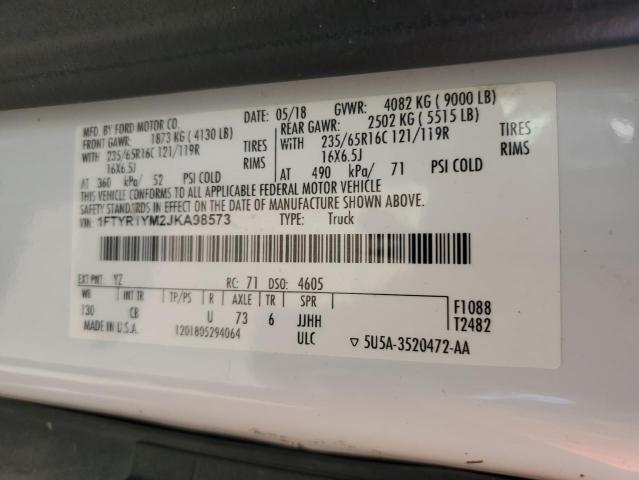 MFD. BY FORD MOTOR CO.
DATE: 05/18 GVWR: 4082 KG ( 9000 LB)
FRONT GAWR: 1873 KG ( 4130 LB)
REAR GAWR: 2502 KG ( 5515 LB)
WITH 235/65R16C 121/119R TIRES
WITH 235/65R16C 121/119R TIRES
16X6.5J RIMS
16X6.5J RIMS
AT 360 kPa/ 52 PSI COLD
AT 490 kPa/ 71 PSI COLD
THIS VEHICLE CONFORMS TO ALL APPLICABLE FEDERAL MOTOR VEHICLE
SAFETY STANDARDS IN EFFECT ON THE DATE OF MANUFACTURE SHOWN ABOVE.
VIN: 1FTYR1YM2JKA98573 TYPE: Truck
EXT PNT: YZ RC: 71 DSO: 4605
WB INT TR TP/PS R AXLE TR SPR F1088
130 CB U 73 6 JJHH T2482
MADE IN U.S.A. 1201805294064 ULC ▽ 5U5A-3520472-AA